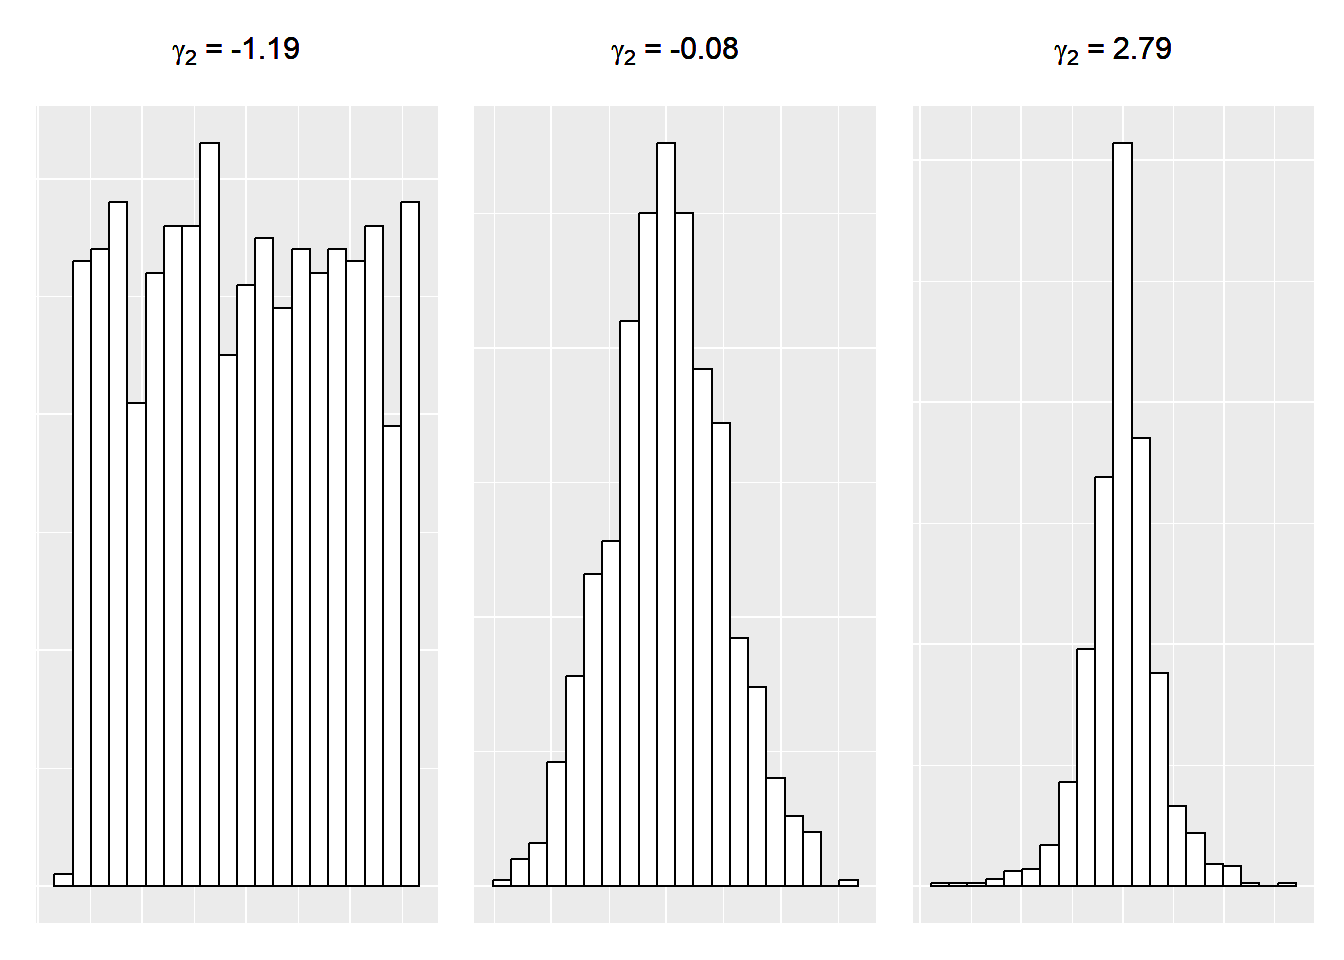 γ₂ = -1.19
γ₂ = -0.08
γ₂ = 2.79